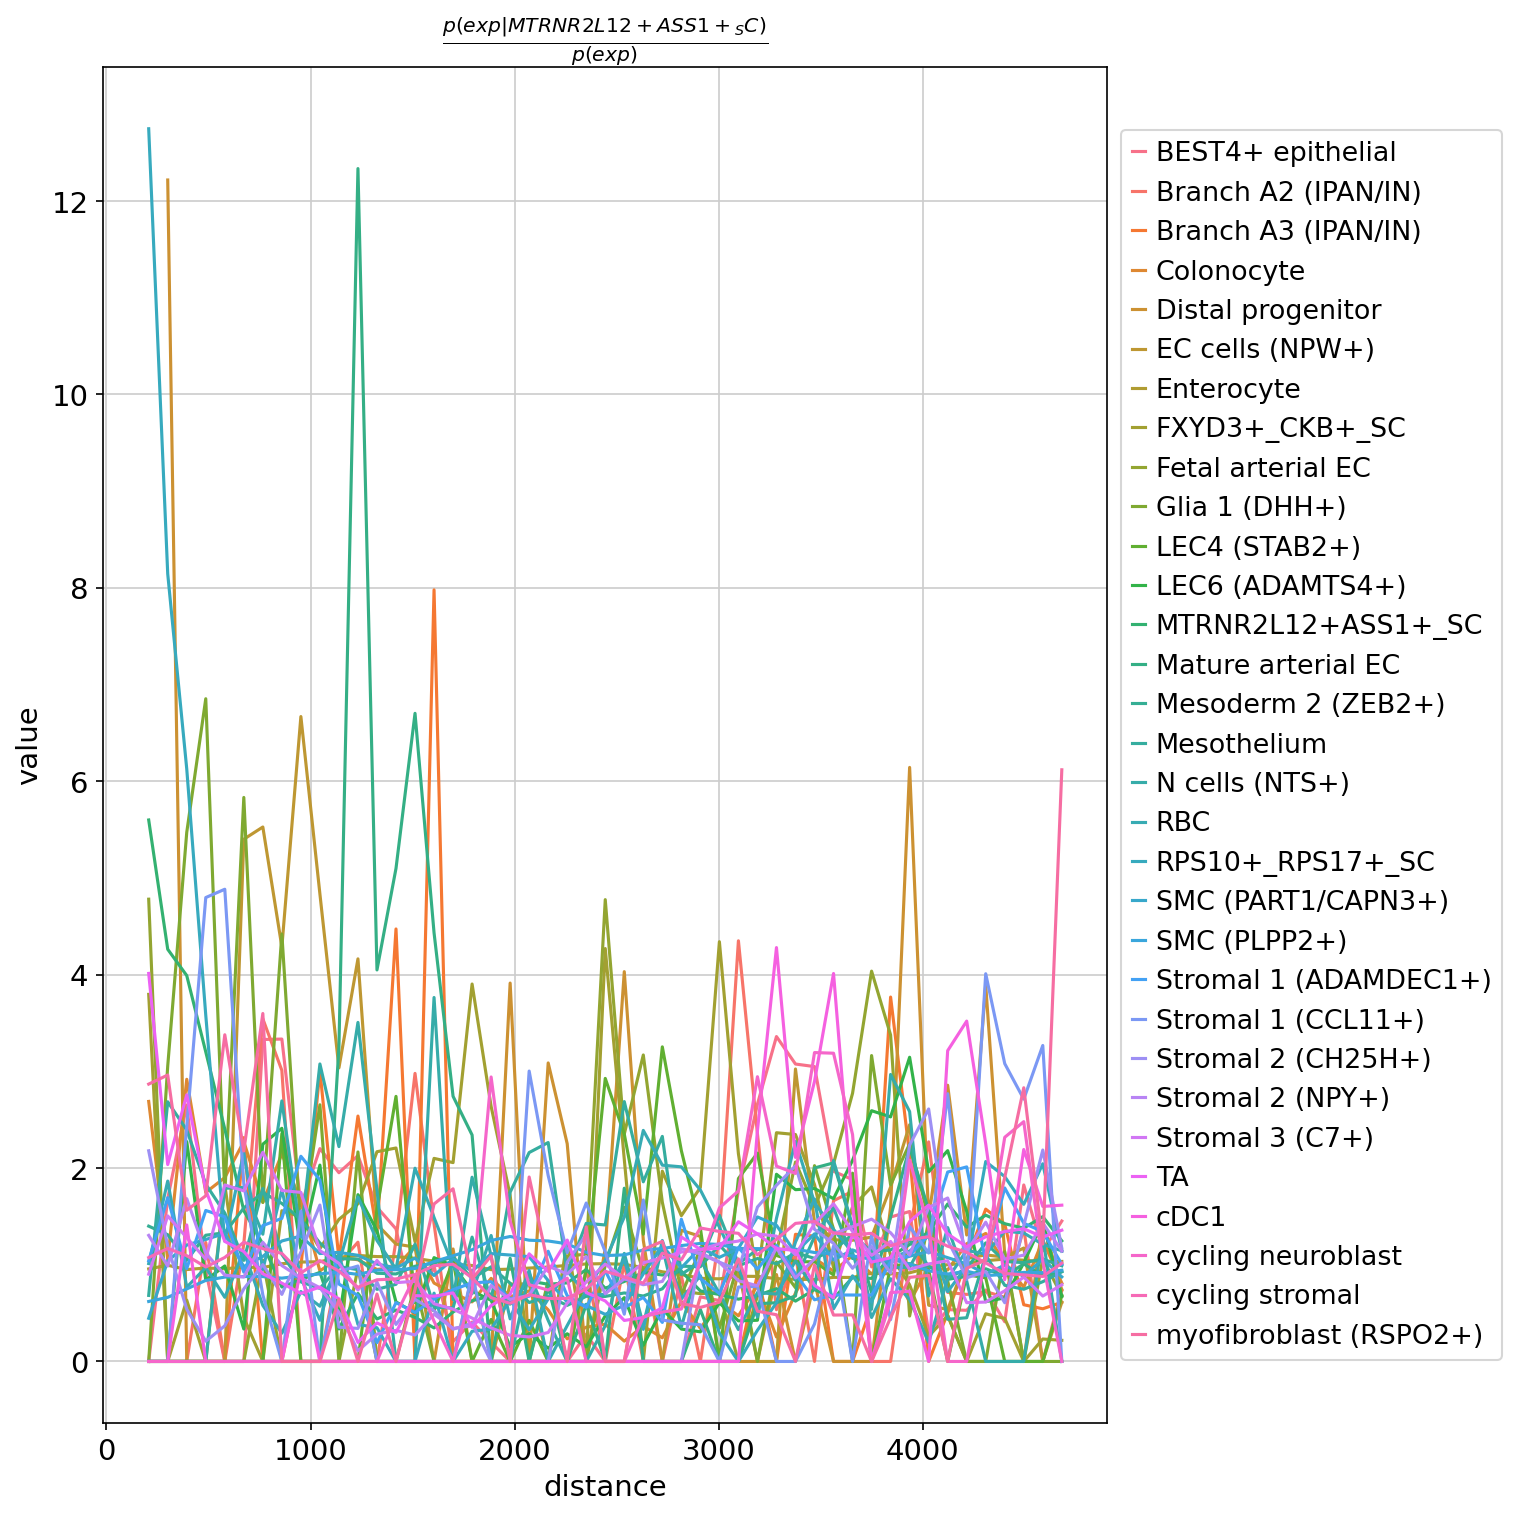 p(exp|MTRNR2L12 + ASS1 + SC)
p(exp)
12
10
8
6
4
2
0
value
0 1000 2000 3000 4000
distance
BEST4+ epithelial
Branch A2 (IPAN/IN)
Branch A3 (IPAN/IN)
Colonocyte
Distal progenitor
EC cells (NPW+)
Enterocyte
FXYD3+_CKB+_SC
Fetal arterial EC
Glia 1 (DHH+)
LEC4 (STAB2+)
LEC6 (ADAMTS4+)
MTRNR2L12+ASS1+_SC
Mature arterial EC
Mesoderm 2 (ZEB2+)
Mesothelium
N cells (NTS+)
RBC
RPS10+_RPS17+_SC
SMC (PART1/CAPN3+)
SMC (PLPP2+)
Stromal 1 (ADAMDEC1+)
Stromal 1 (CCL11+)
Stromal 2 (CH25H+)
Stromal 2 (NPY+)
Stromal 3 (C7+)
TA
cDC1
cycling neuroblast
cycling stromal
myofibroblast (RSPO2+)